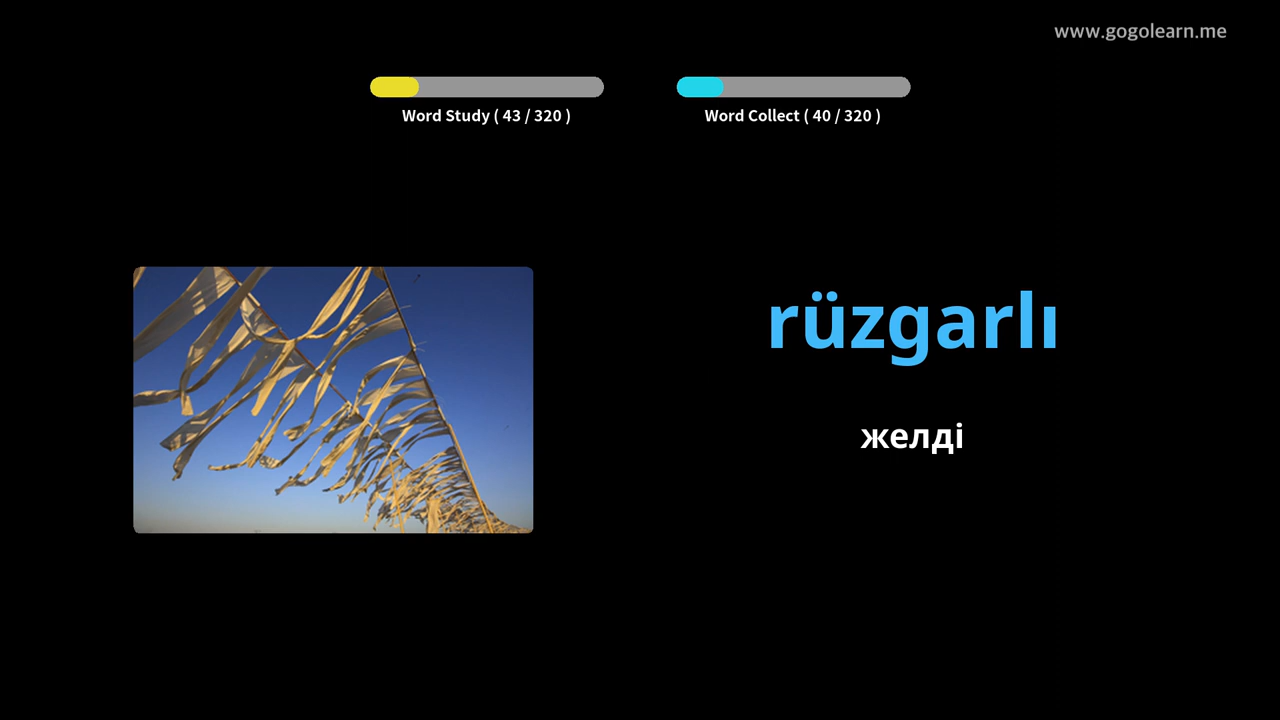 www.gogolearn.me
Word Study ( 43 / 320 )
Word Collect ( 40 / 320 )
rüzgarlı
желді